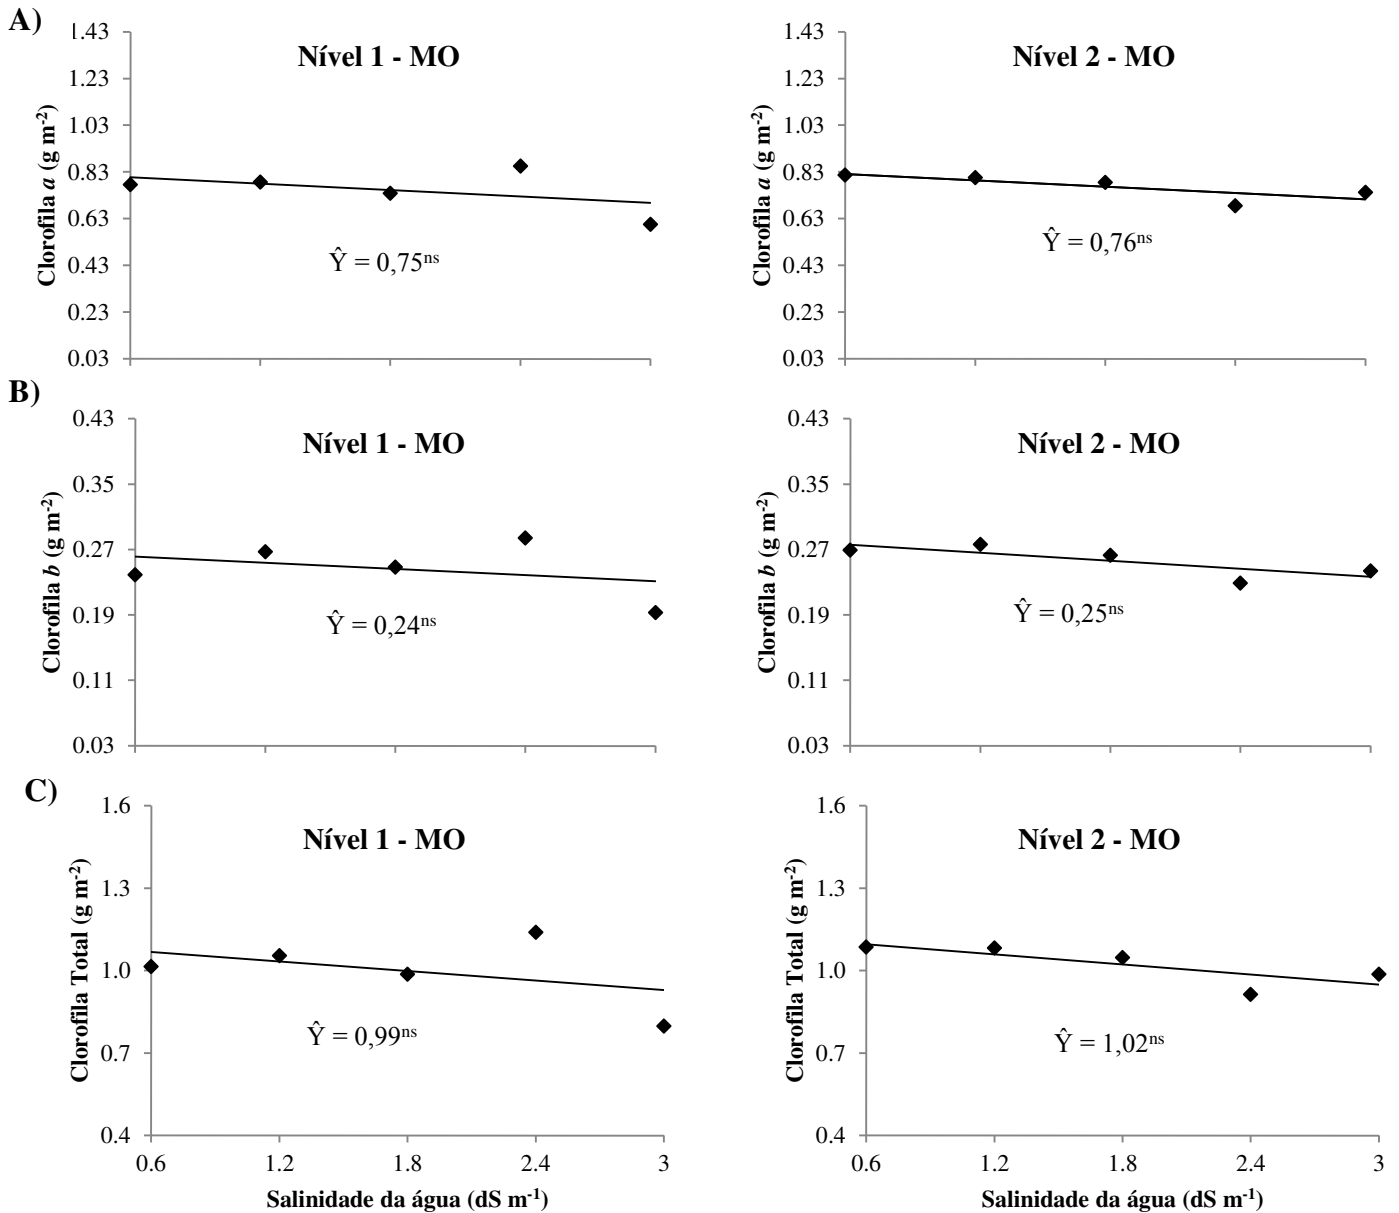 A)
1.43
1.23
1.03
0.83
0.63
0.43
0.23
0.03
Clorofila a (g m-2)
Nível 1 - MO
Ŷ = 0,75ns
1.43
1.23
1.03
0.83
0.63
0.43
0.23
0.03
Clorofila a (g m-2)
Nível 2 - MO
Ŷ = 0,76ns
B)
0.43
0.35
0.27
0.19
0.11
0.03
Clorofila b (g m-2)
Nível 1 - MO
Ŷ = 0,24ns
0.43
0.35
0.27
0.19
0.11
0.03
Clorofila b (g m-2)
Nível 2 - MO
Ŷ = 0,25ns
C)
1.6
1.3
1.0
0.7
0.4
Clorofila Total (g m-2)
Nível 1 - MO
Ŷ = 0,99ns
0.6 1.2 1.8 2.4 3
Salinidade da água (dS m-1)
1.6
1.3
1.0
0.7
0.4
Clorofila Total (g m-2)
Nível 2 - MO
Ŷ = 1,02ns
0.6 1.2 1.8 2.4 3
Salinidade da água (dS m-1)